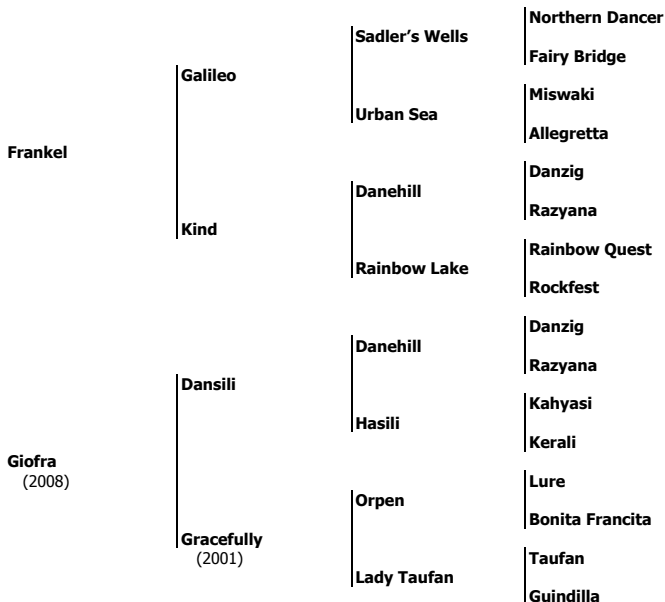 Northern Dancer
Sadler's Wells
Fairy Bridge
Galileo
Miswaki
Urban Sea
Allegretta
Frankel
Danzig
Danehill
Razyana
Kind
Rainbow Quest
Rainbow Lake
Rockfest
Danzig
Danehill
Razyana
Dansili
Kahyasi
Hasili
Kerali
Giofra
(2008)
Lure
Orpen
Bonita Francita
Gracefully
(2001)
Taufan
Lady Taufan
Guindilla